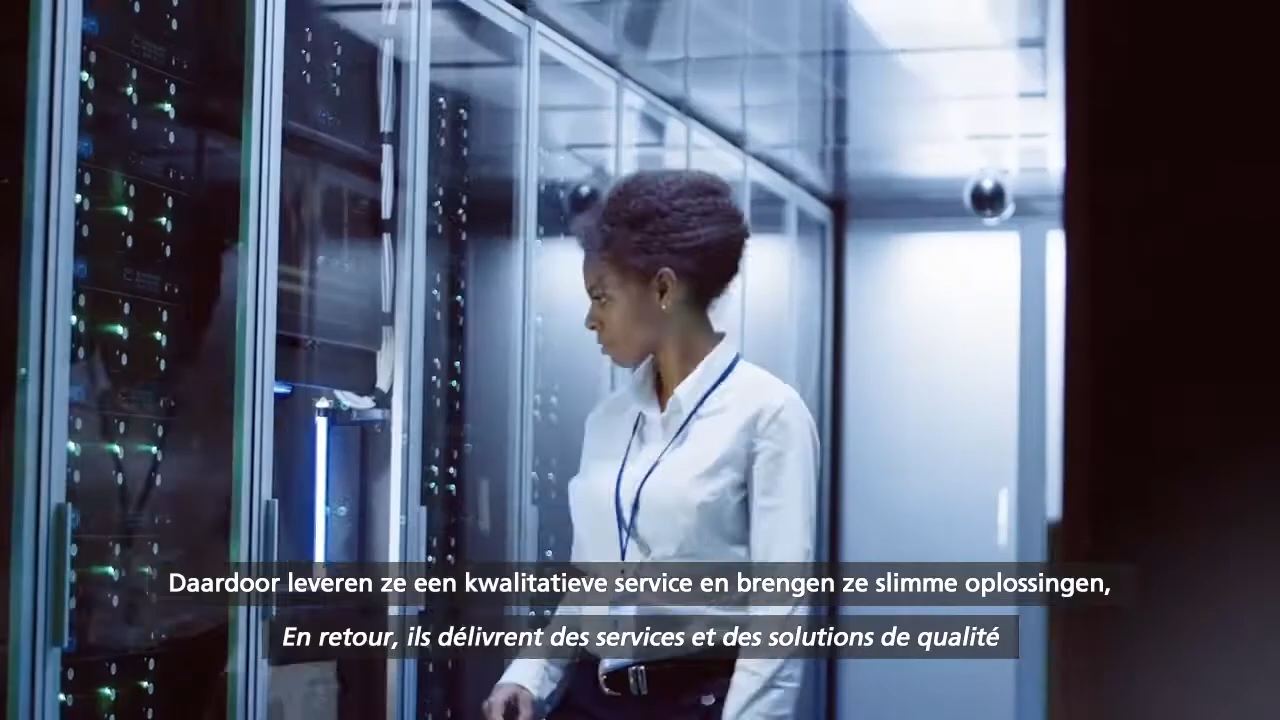 Daardoor leveren ze een kwalitatieve service en brengen ze slimme oplossingen,
En retour, ils délivrent des services et des solutions de qualité